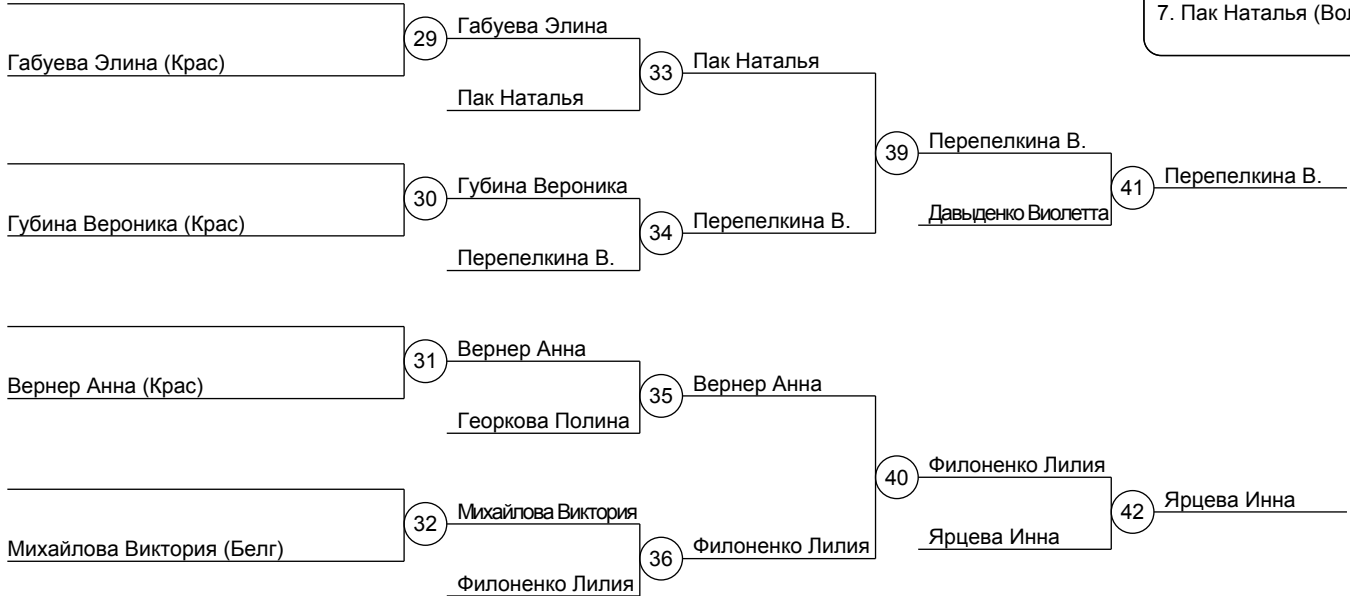 7. Пак Наталья
29
Габуева Элина
Габуева Элина (Крас)
33
Пак Наталья
Пак Наталья
39
Перепелкина В.
30
Губина Вероника
41
Перепелкина В.
Губина Вероника (Крас)
34
Перепелкина В.
Давыденко Виолетта
Перепелкина В.
31
Вернер Анна
Вернер Анна (Крас)
35
Вернер Анна
Георкова Полина
40
Филоненко Лилия
32
Михайлова Виктория
42
Ярцева Инна
Михайлова Виктория (Белг)
36
Филоненко Лилия
Ярцева Инна
Филоненко Лилия